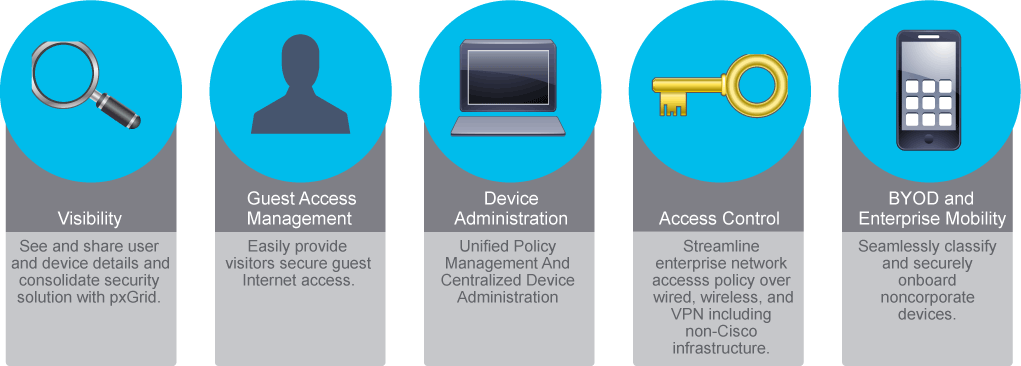 Visibility
See and share user
and device details and
consolidate security
solution with pxGrid.
Guest Access
Management
Easily provide
visitors secure guest
Internet access.
Device
Administration
Unified Policy
Management And
Centralized Device
Administration
Access Control
Streamline
enterprise network
accesss policy over
wired, wireless, and
VPN including
non-Cisco
infrastructure.
BYOD and
Enterprise Mobility
Seamlessly classify
and securely
onboard
noncorporate
devices.